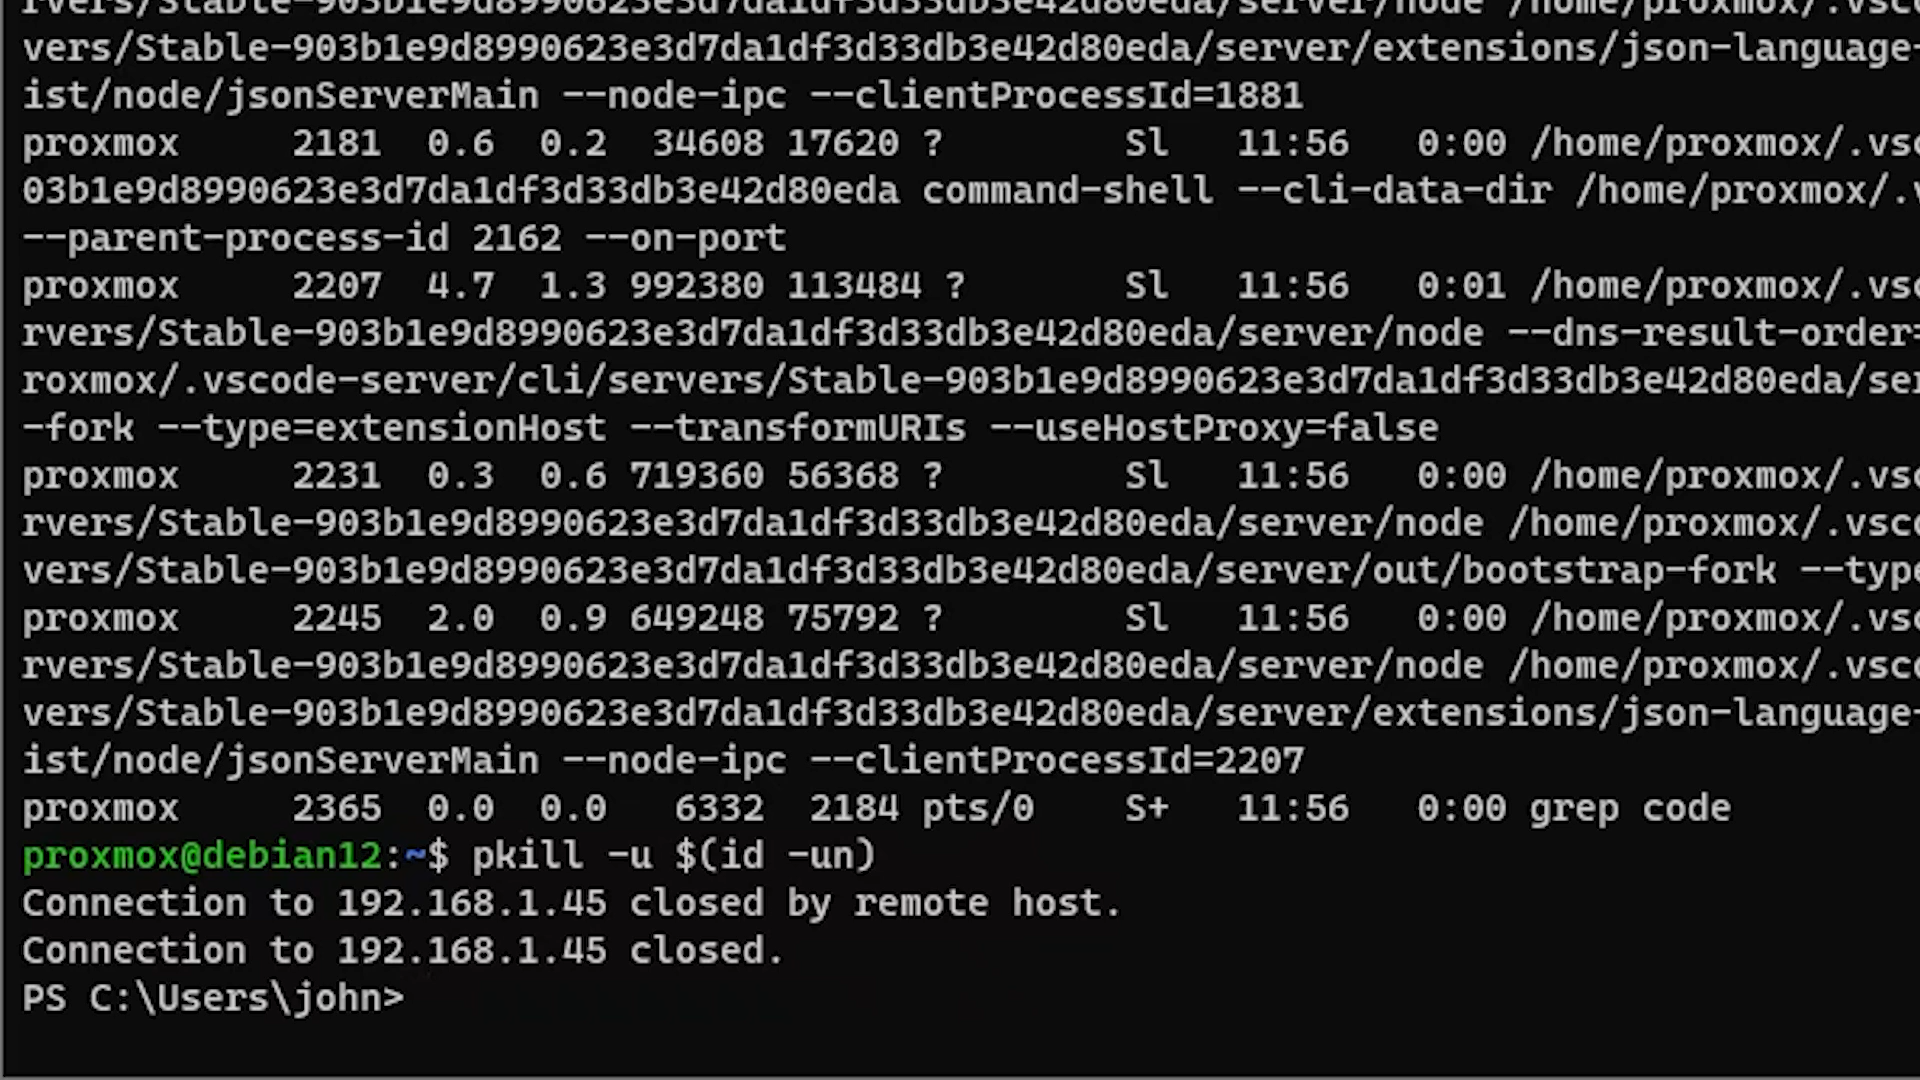 rvers/Stable-903b1e9d8990623e3d7da1df3d33db3e42d80eda/server/node /home/proxmox/.vsc
vers/Stable-903b1e9d8990623e3d7da1df3d33db3e42d80eda/server/extensions/json-language-
ist/node/jsonServerMain --node-ipc --clientProcessId=1881
proxmox     2181  0.6  0.2  34608 17620 ?        Sl   11:56   0:00 /home/proxmox/.vsc
03b1e9d8990623e3d7da1df3d33db3e42d80eda command-shell --cli-data-dir /home/proxmox/.v
--parent-process-id 2162 --on-port
proxmox     2207  4.7  1.3 992380 113484 ?       Sl   11:56   0:01 /home/proxmox/.vsc
rvers/Stable-903b1e9d8990623e3d7da1df3d33db3e42d80eda/server/node --dns-result-order=
roxmox/.vscode-server/cli/servers/Stable-903b1e9d8990623e3d7da1df3d33db3e42d80eda/ser
-fork --type=extensionHost --transformURIs --useHostProxy=false
proxmox     2231  0.3  0.6 719360 56368 ?        Sl   11:56   0:00 /home/proxmox/.vsc
rvers/Stable-903b1e9d8990623e3d7da1df3d33db3e42d80eda/server/node /home/proxmox/.vsc
vers/Stable-903b1e9d8990623e3d7da1df3d33db3e42d80eda/server/out/bootstrap-fork --type
proxmox     2245  2.0  0.9 649248 75792 ?        Sl   11:56   0:00 /home/proxmox/.vsc
rvers/Stable-903b1e9d8990623e3d7da1df3d33db3e42d80eda/server/node /home/proxmox/.vsc
vers/Stable-903b1e9d8990623e3d7da1df3d33db3e42d80eda/server/extensions/json-language-
ist/node/jsonServerMain --node-ipc --clientProcessId=2207
proxmox     2365  0.0  0.0   6332  2184 pts/0    S+   11:56   0:00 grep code
proxmox@debian12:~$ pkill -u $(id -un)
Connection to 192.168.1.45 closed by remote host.
Connection to 192.168.1.45 closed.
PS C:\Users\john>